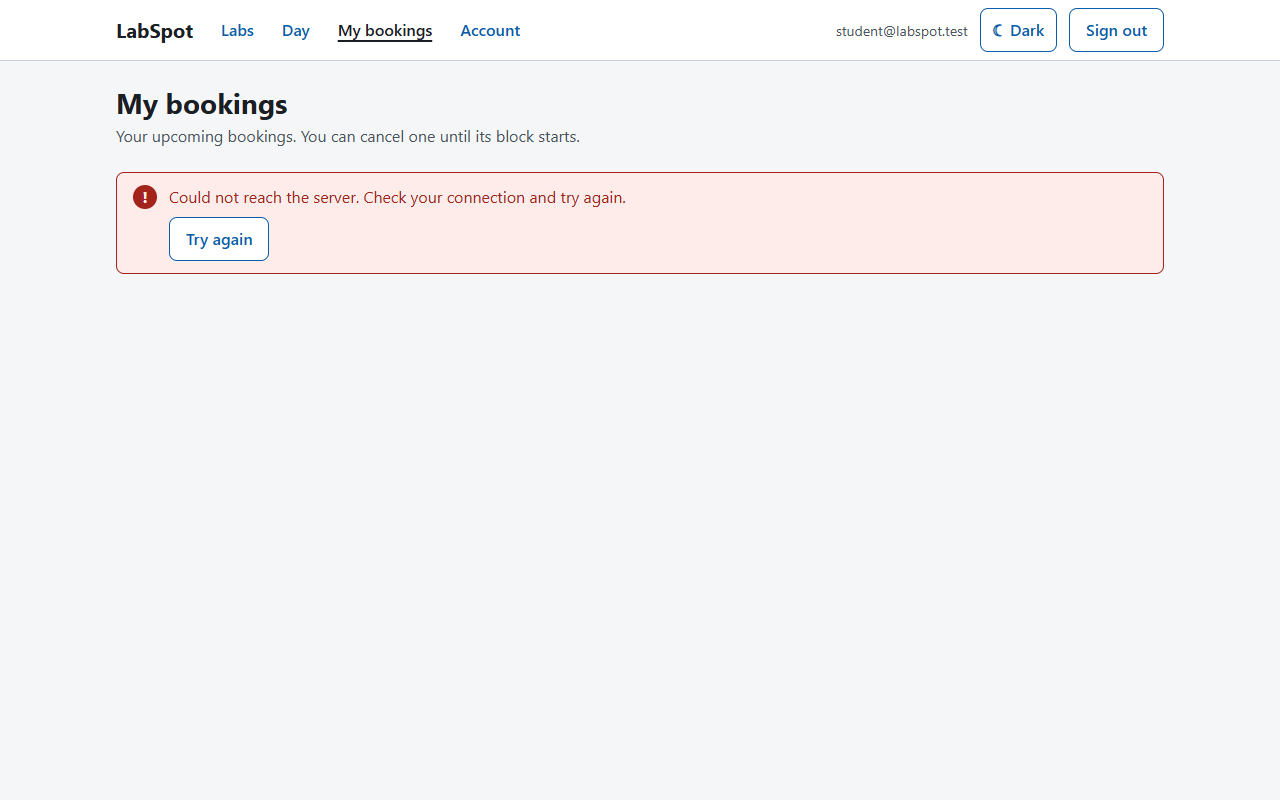 LabSpot Labs Day My bookings Account student@labspot.test ☾ Dark Sign out
My bookings
Your upcoming bookings. You can cancel one until its block starts.
! Could not reach the server. Check your connection and try again.
Try again